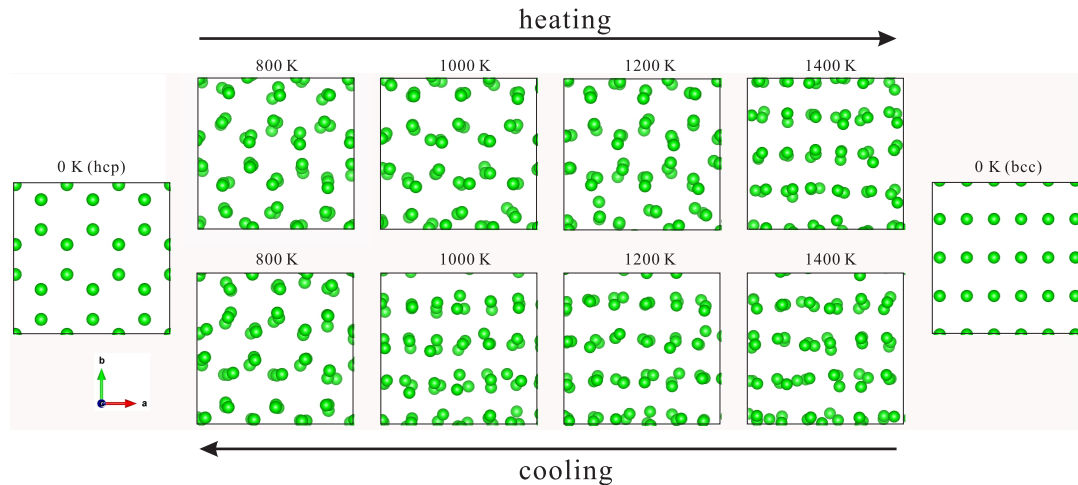 heating
800 K
1000 K
1200 K
1400 K
0 K (hcp)
0 K (bcc)
800 K
1000 K
1200 K
1400 K
b
a
cooling